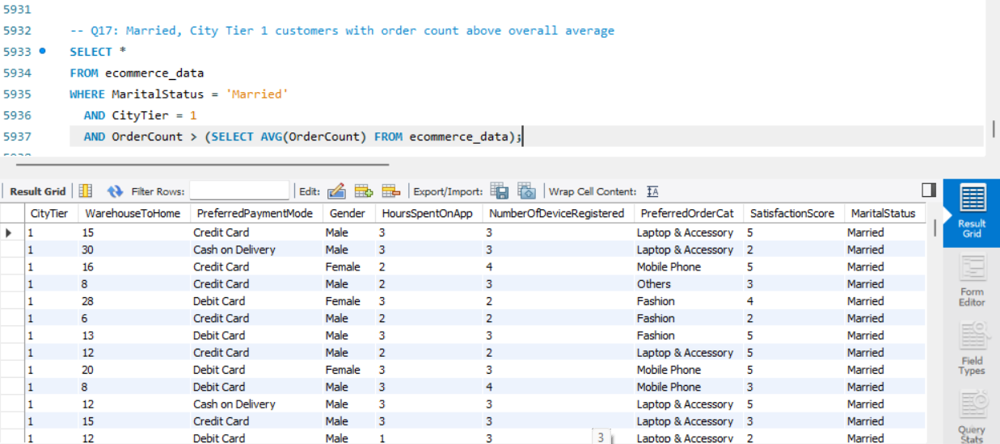 5931
5932 -- Q17: Married, City Tier 1 customers with order count above overall average
5933 SELECT *
5934 FROM ecommerce_data
5935 WHERE MaritalStatus = 'Married'
5936 AND CityTier = 1
5937 AND OrderCount > (SELECT AVG(OrderCount) FROM ecommerce_data);
Result Grid Filter Rows: Edit: Export/Import: Wrap Cell Content: IA
CityTier WarehouseToHome PreferredPaymentMode Gender HoursSpentOnApp NumberOfDeviceRegistered PreferredOrderCat SatisfactionScore MaritalStatus
1 15 Credit Card Male 3 3 Laptop & Accessory 5 Married
1 30 Cash on Delivery Male 3 3 Laptop & Accessory 2 Married
1 16 Credit Card Female 2 4 Mobile Phone 5 Married
1 8 Credit Card Male 2 3 Others 3 Married
1 28 Debit Card Female 3 2 Fashion 4 Married
1 6 Credit Card Male 2 2 Fashion 2 Married
1 13 Debit Card Male 3 3 Fashion 5 Married
1 12 Credit Card Male 2 2 Laptop & Accessory 5 Married
1 20 Debit Card Female 3 3 Mobile Phone 5 Married
1 8 Debit Card Male 3 4 Mobile Phone 3 Married
1 12 Cash on Delivery Male 3 3 Laptop & Accessory 5 Married
1 15 Credit Card Male 3 3 Laptop & Accessory 3 Married
1 12 Debit Card Male 1 3 Laptop & Accessory 2 Married
3
Result
Grid
Form
Editor
Field
Types
Query
Stats